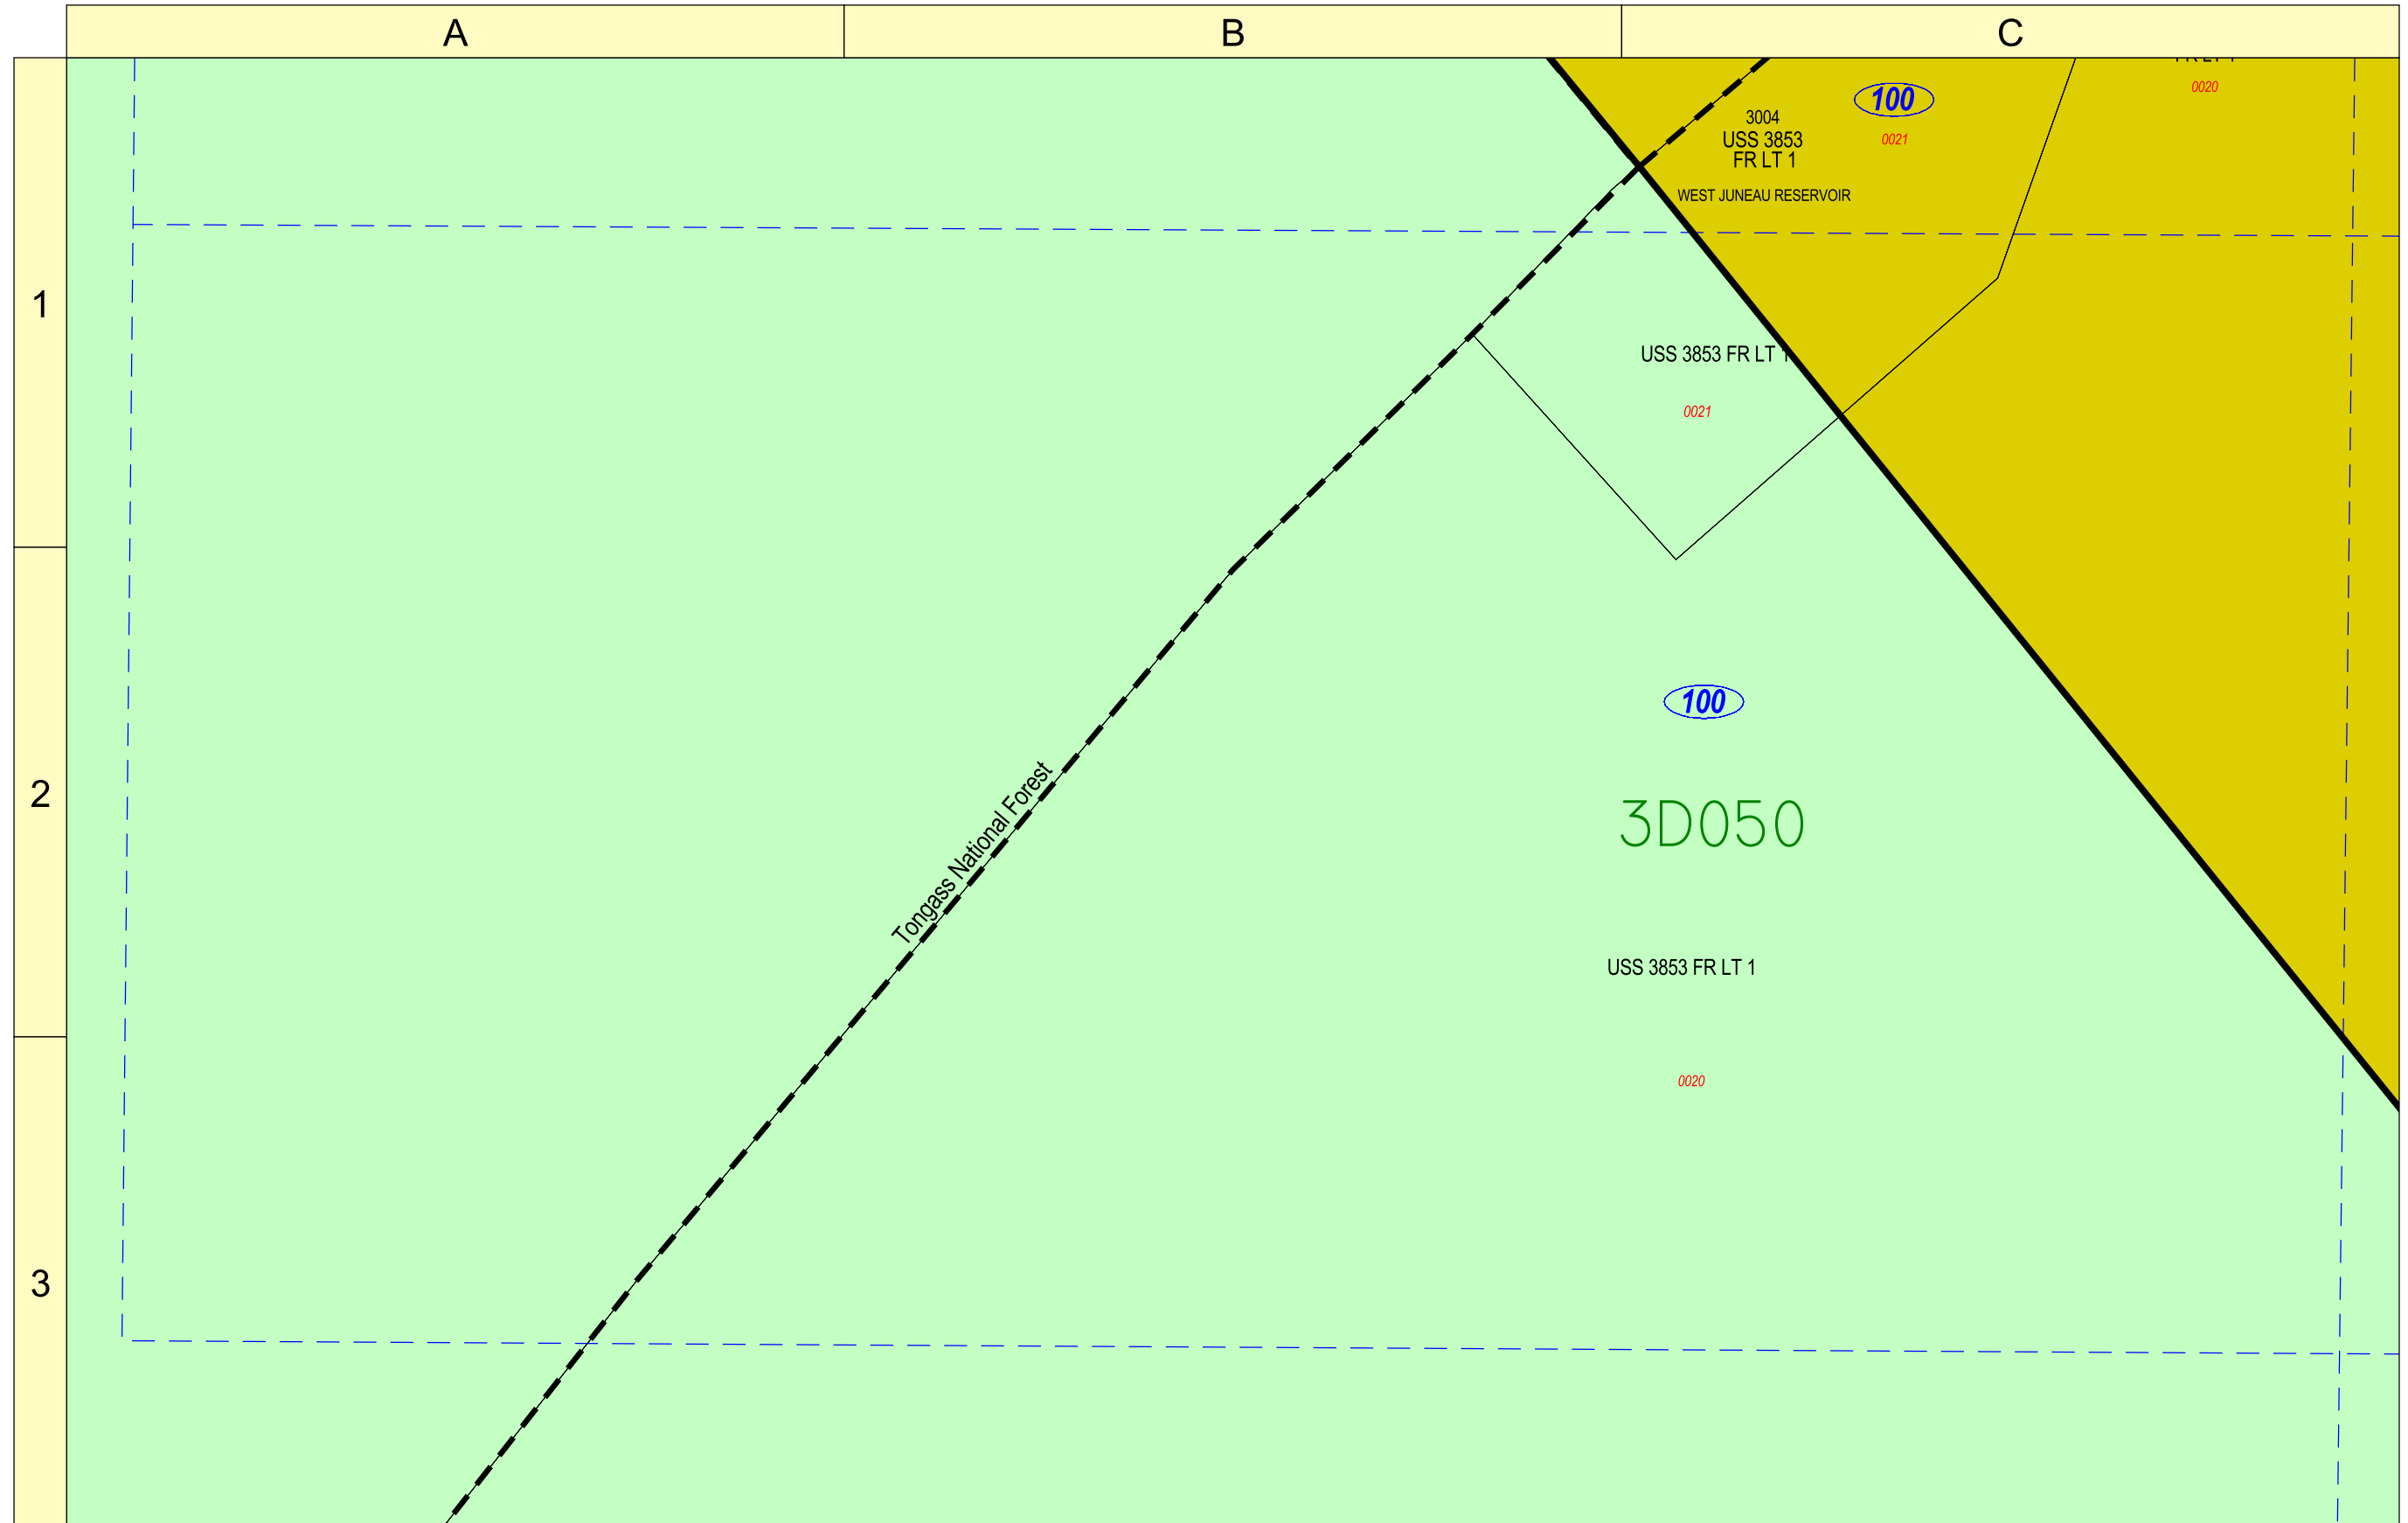 A
B
C
0020
100
3004
USS 3853
FR LT 1
0021
WEST JUNEAU RESERVOIR
1
USS 3853 FR LT 1
0021
100
2
3D050
Tongass National Forest
USS 3853 FR LT 1
0020
3